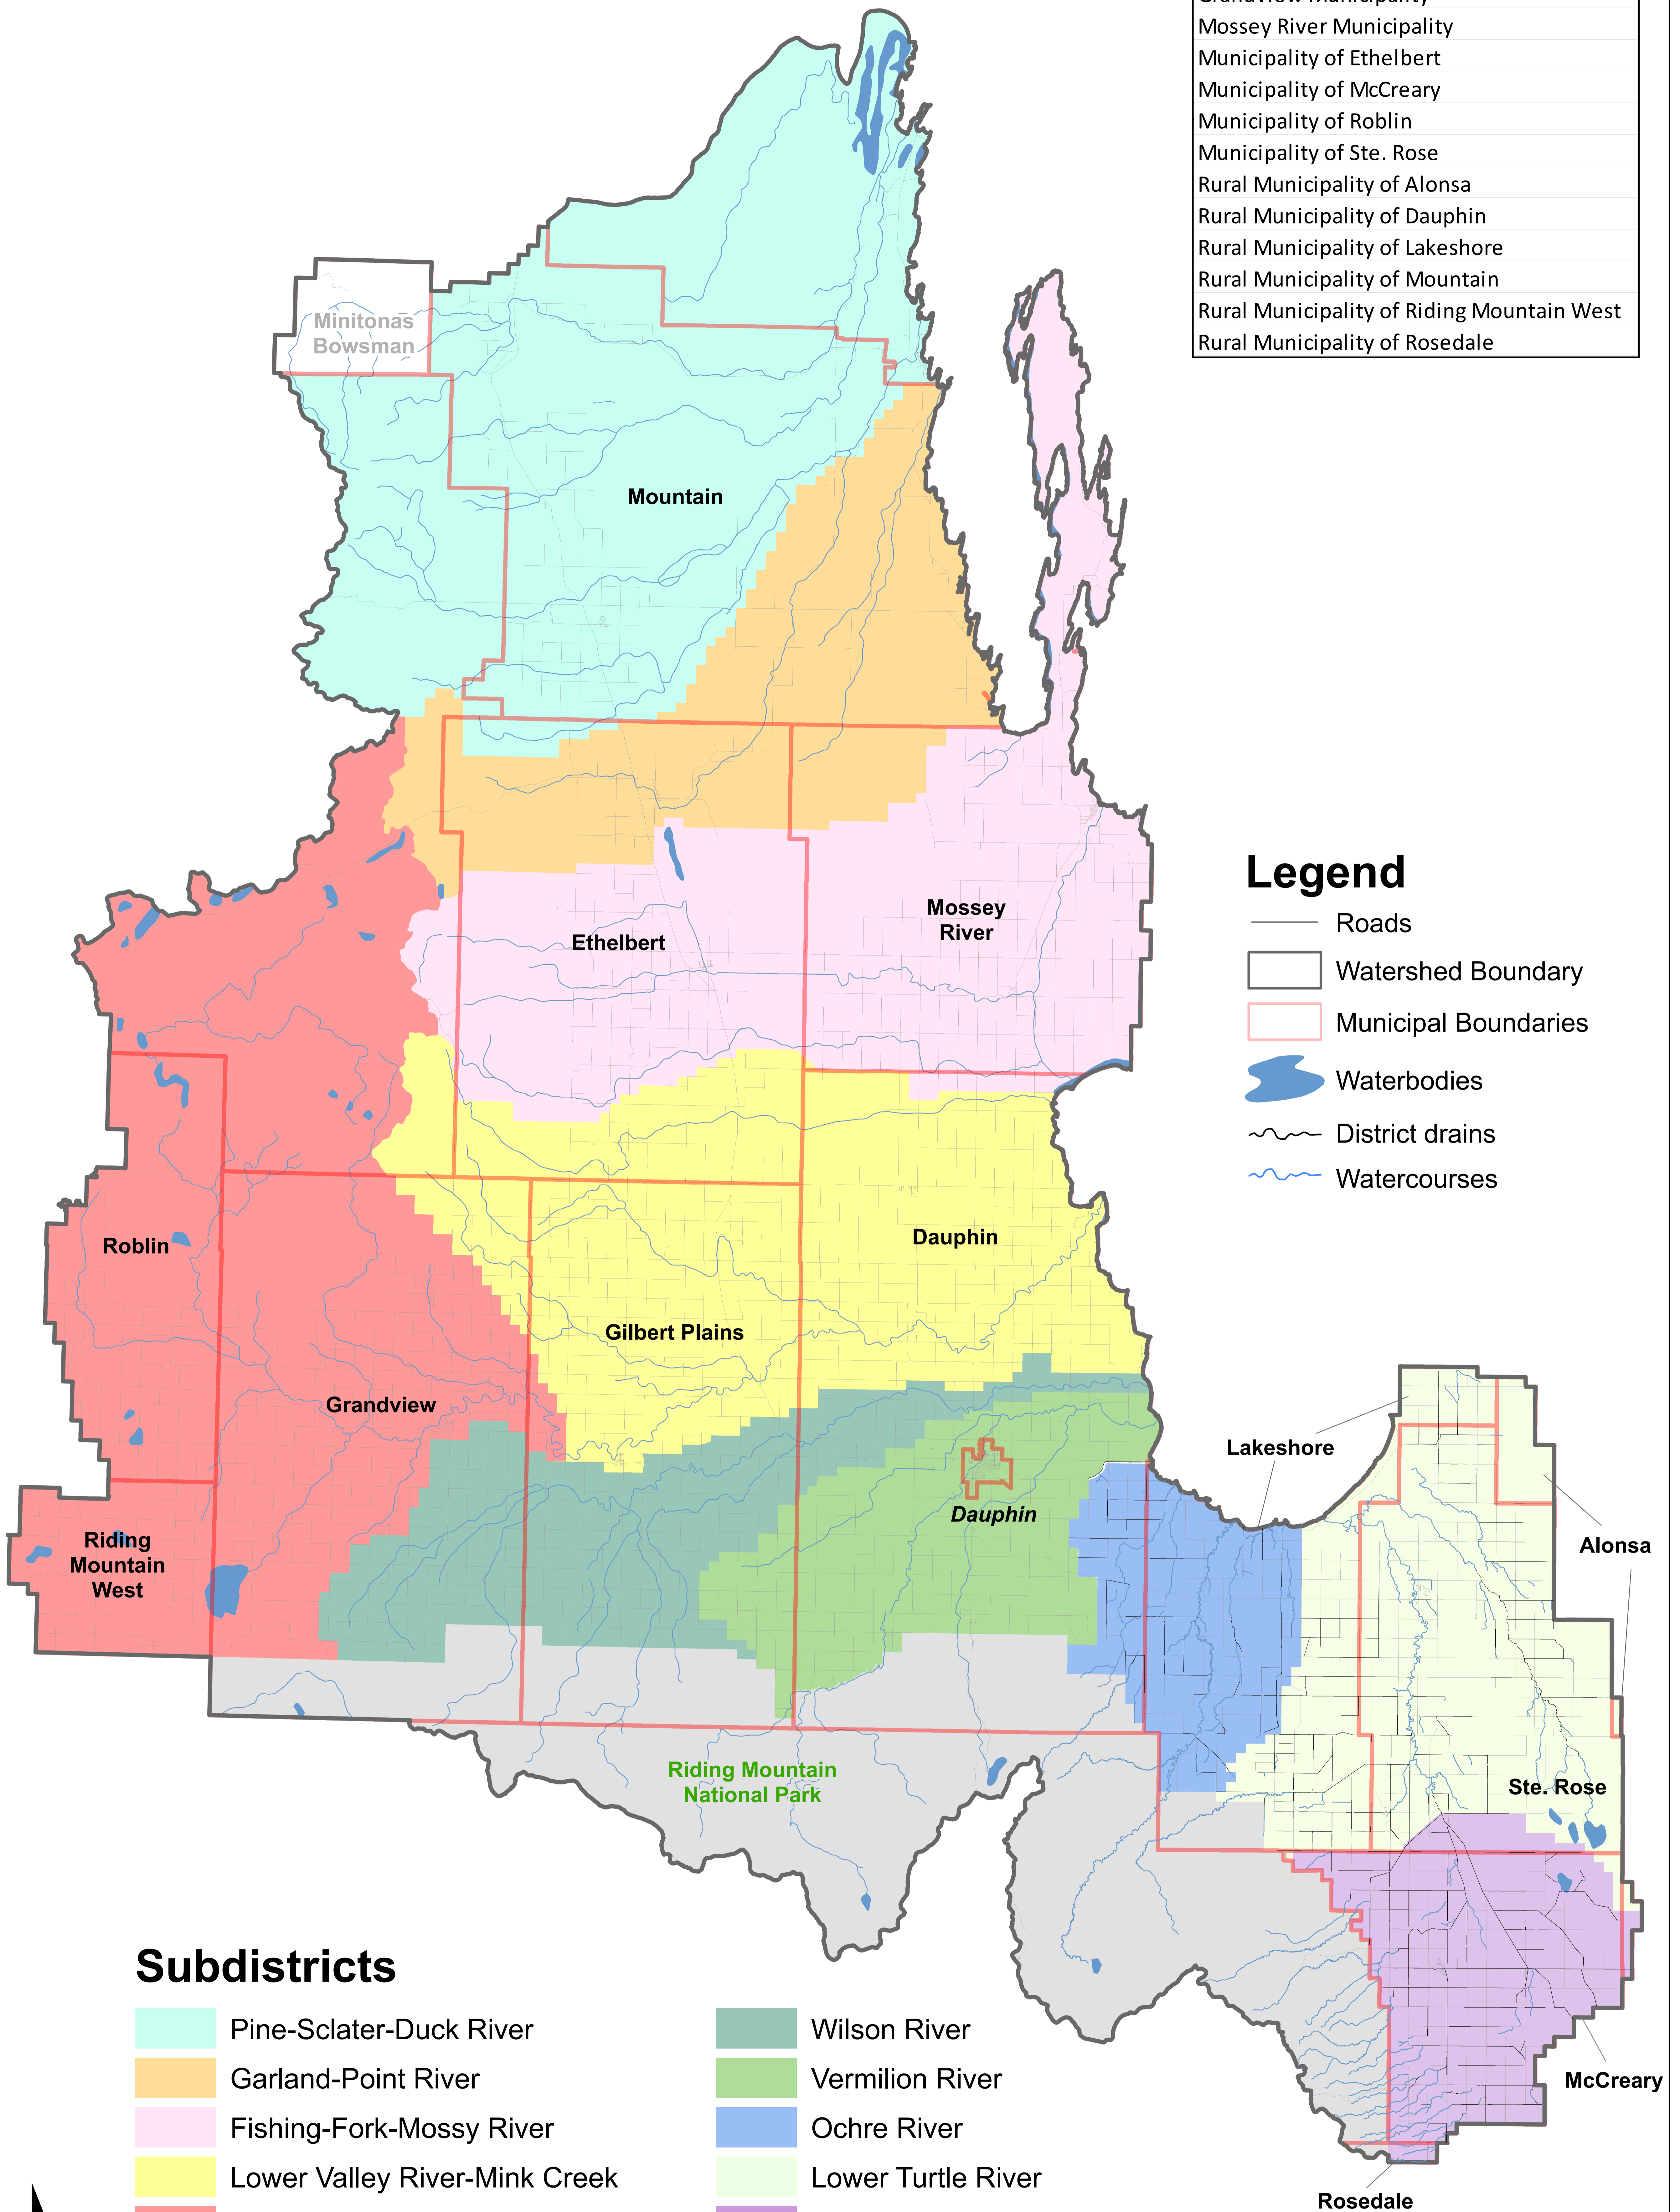 Grandview Municipality
Mossey River Municipality
Municipality of Ethelbert
Municipality of McCreary
Municipality of Roblin
Municipality of Ste. Rose
Rural Municipality of Alonsa
Rural Municipality of Dauphin
Rural Municipality of Lakeshore
Rural Municipality of Mountain
Rural Municipality of Riding Mountain West
Rural Municipality of Rosedale
Minitonas
Bowsman
Mountain
Mossey
River
Ethelbert
Legend
Roads
Watershed Boundary
Municipal Boundaries
Waterbodies
District drains
Watercourses
Roblin
Dauphin
Gilbert Plains
Grandview
Lakeshore
Dauphin
Alonsa
Riding
Mountain
West
Riding Mountain
National Park
Ste. Rose
McCreary
Rosedale
Subdistricts
Pine-Sclater-Duck River
Garland-Point River
Fishing-Fork-Mossy River
Lower Valley River-Mink Creek
Wilson River
Vermilion River
Ochre River
Lower Turtle River